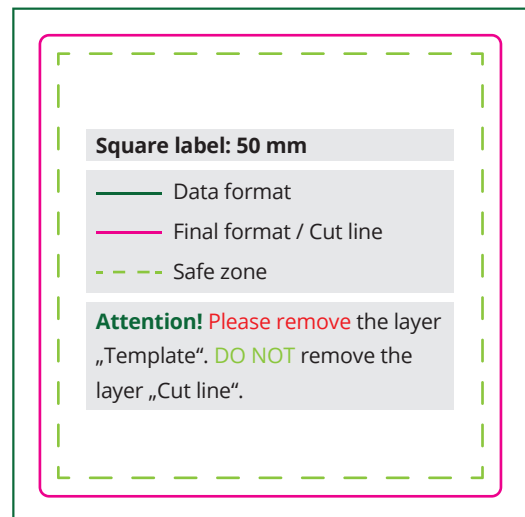 Square label: 50 mm
Data format
Final format / Cut line
Safe zone
Attention! Please remove the layer
„Template“. DO NOT remove the
layer „Cut line“.